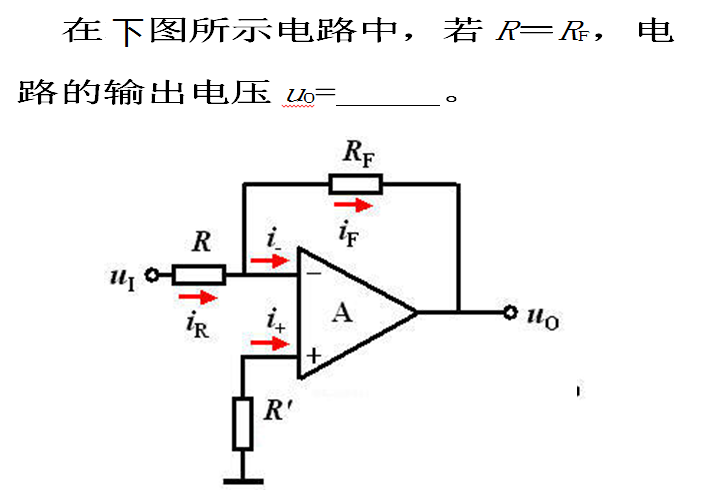 在下图所示电路中，若 R＝RF，电
路的输出电压 uO=______。
RF
iF
R
i-
uI
iR
A
i+
uO
R'
−
+